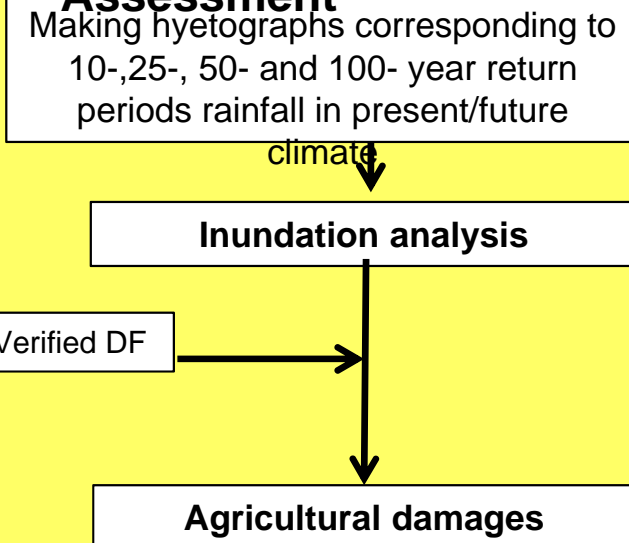 Assessment
Making hyetographs corresponding to
10-,25-, 50- and 100- year return
periods rainfall in present/future
climate
Inundation analysis
Verified DF
Agricultural damages